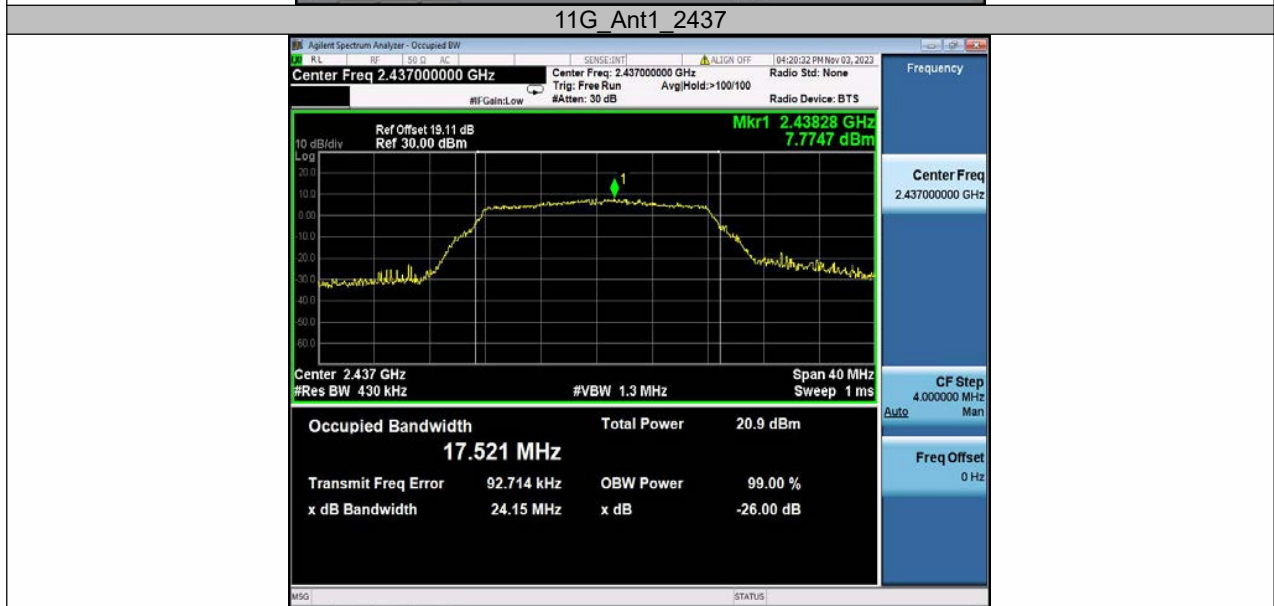 11G_Ant1_2437
Agilent Spectrum Analyzer - Occupied BW
RL RF 50 Ω AC SENSE:INT ALIGN OFF 04:20:32 PM Nov 03, 2023
Center Freq 2.437000000 GHz
Center Freq: 2.437000000 GHz Radio Std: None
Trig: Free Run Avg|Hold:>100/100
#IFGain:Low #Atten: 30 dB Radio Device: BTS
Frequency
Mkr1 2.43828 GHz
7.7747 dBm
Ref Offset 19.11 dB
10 dB/div Ref 30.00 dBm
Log
20.0
10.0
0.00
-10.0
-20.0
-30.0
-40.0
-50.0
-60.0
1
Center 2.437 GHz Span 40 MHz
#Res BW 430 kHz #VBW 1.3 MHz Sweep 1 ms
Occupied Bandwidth Total Power 20.9 dBm
17.521 MHz
Transmit Freq Error 92.714 kHz OBW Power 99.00 %
x dB Bandwidth 24.15 MHz x dB -26.00 dB
Center Freq
2.437000000 GHz
CF Step
4.000000 MHz
Auto Man
Freq Offset
0 Hz
MSG STATUS